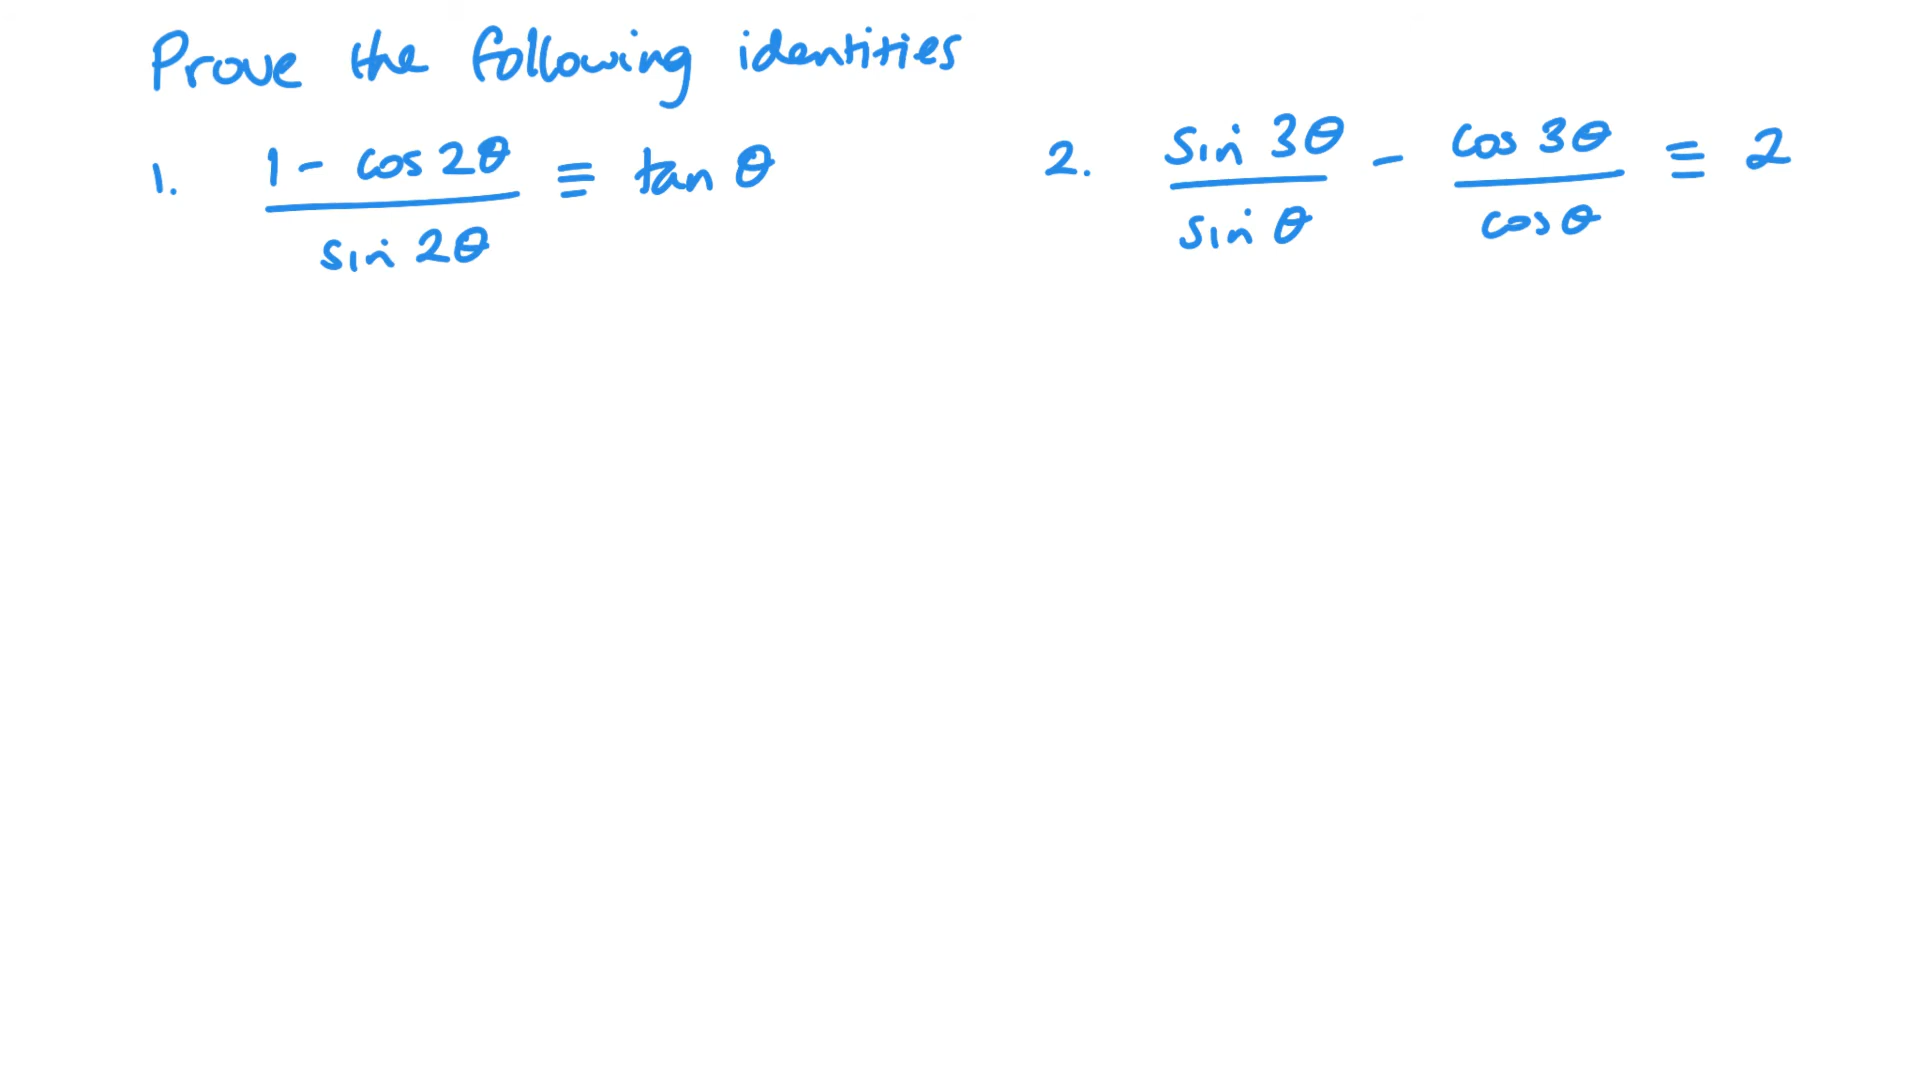 Prove the following identities
1. (1 - cos 2θ)/(sin 2θ) ≡ tan θ
2. (sin 3θ)/(sin θ) - (cos 3θ)/(cos θ) ≡ 2